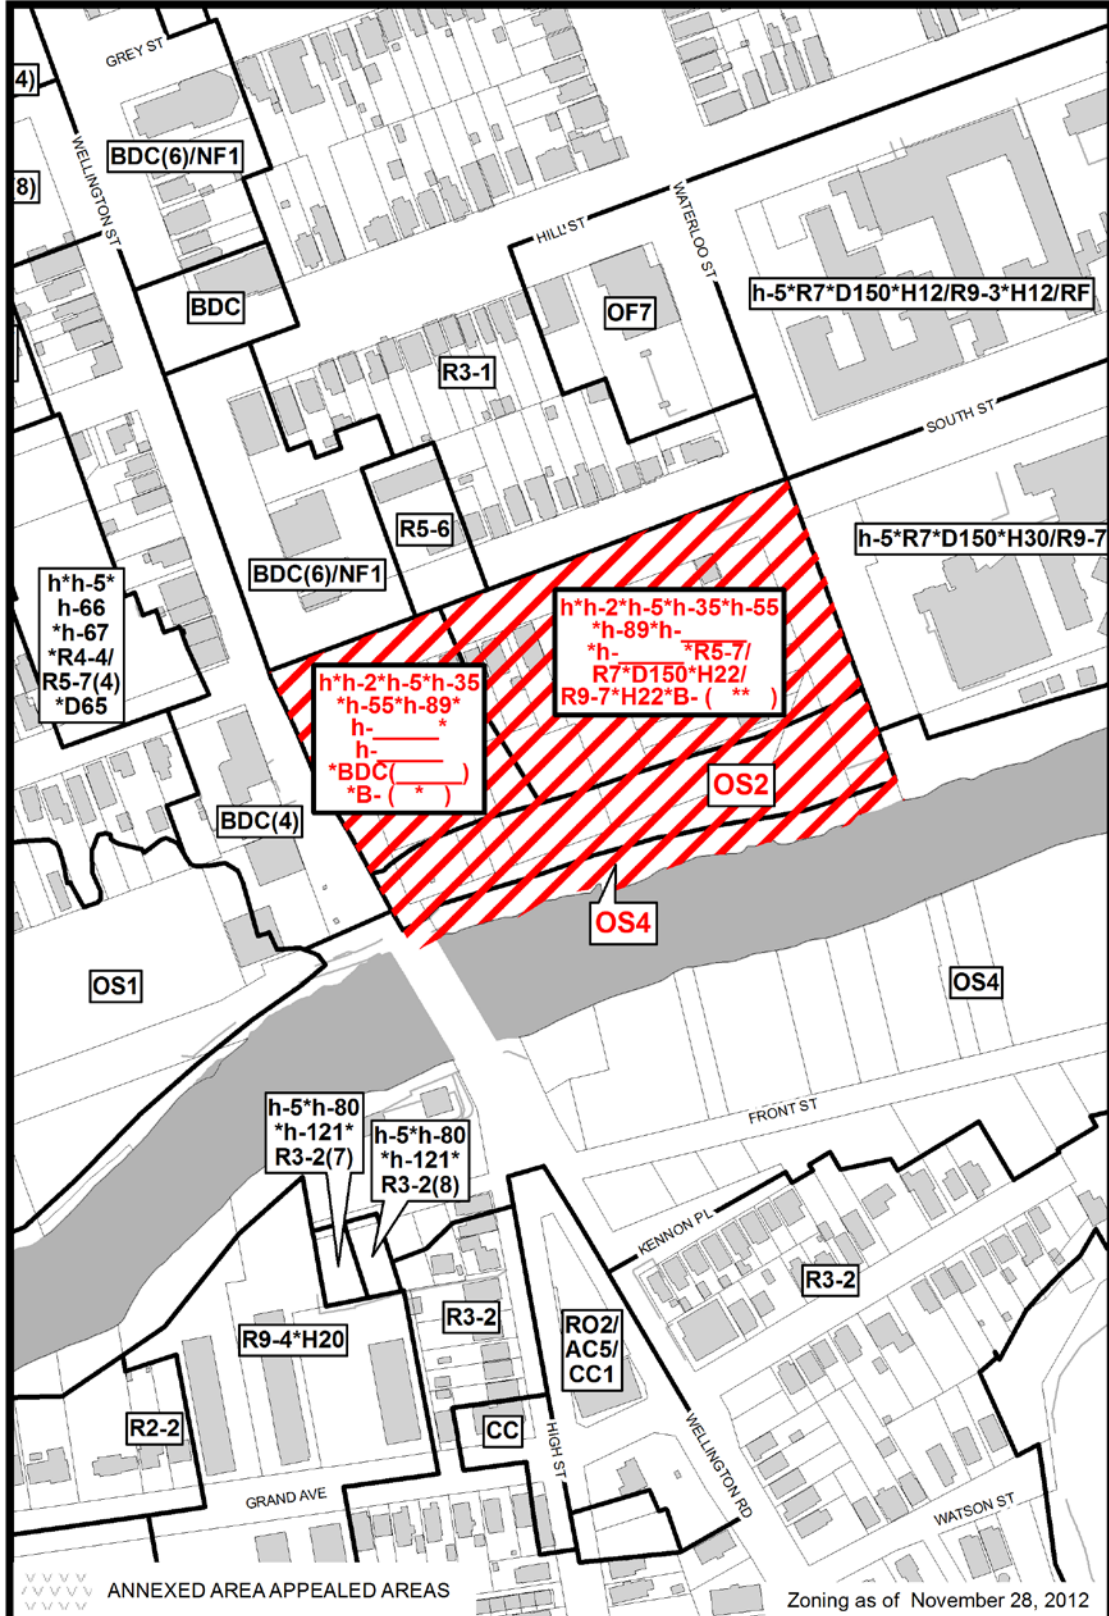 GREY ST
4)
BDC(6)/NF1
WELLINGTON ST
8)
WATERLOO ST
HILL ST
BDC
OF7
h-5*R7*D150*H12/R9-3*H12/RF
R3-1
SOUTH ST
R5-6
h-5*R7*D150*H30/R9-7
BDC(6)/NF1
h*h-5*
h-66
*h-67
*R4-4/
R5-7(4)
*D65
h*h-2*h-5*h-35*h-55
*h-89*h-______
*h-______*R5-7/
R7*D150*H22/
R9-7*H22*B- ( ** )
h*h-2*h-5*h-35
*h-55*h-89*
h-______*
h-______
*BDC(______)
*B- ( * )
OS2
BDC(4)
OS4
OS1
OS4
h-5*h-80
*h-121*
R3-2(7)
h-5*h-80
*h-121*
R3-2(8)
FRONT ST
KENNON PL
R3-2
R3-2
RO2/
AC5/
CC1
R9-4*H20
R2-2
CC
HIGH ST
WELLINGTON RD
GRAND AVE
WATSON ST
ANNEXED AREA APPEALED AREAS
Zoning as of November 28, 2012